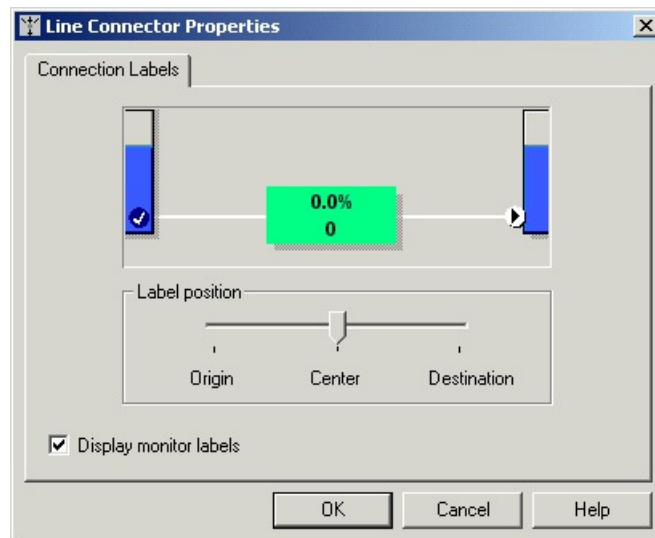 Line Connector Properties
Connection Labels
0.0%
0
Label position
Origin Center Destination
Display monitor labels
OK Cancel Help